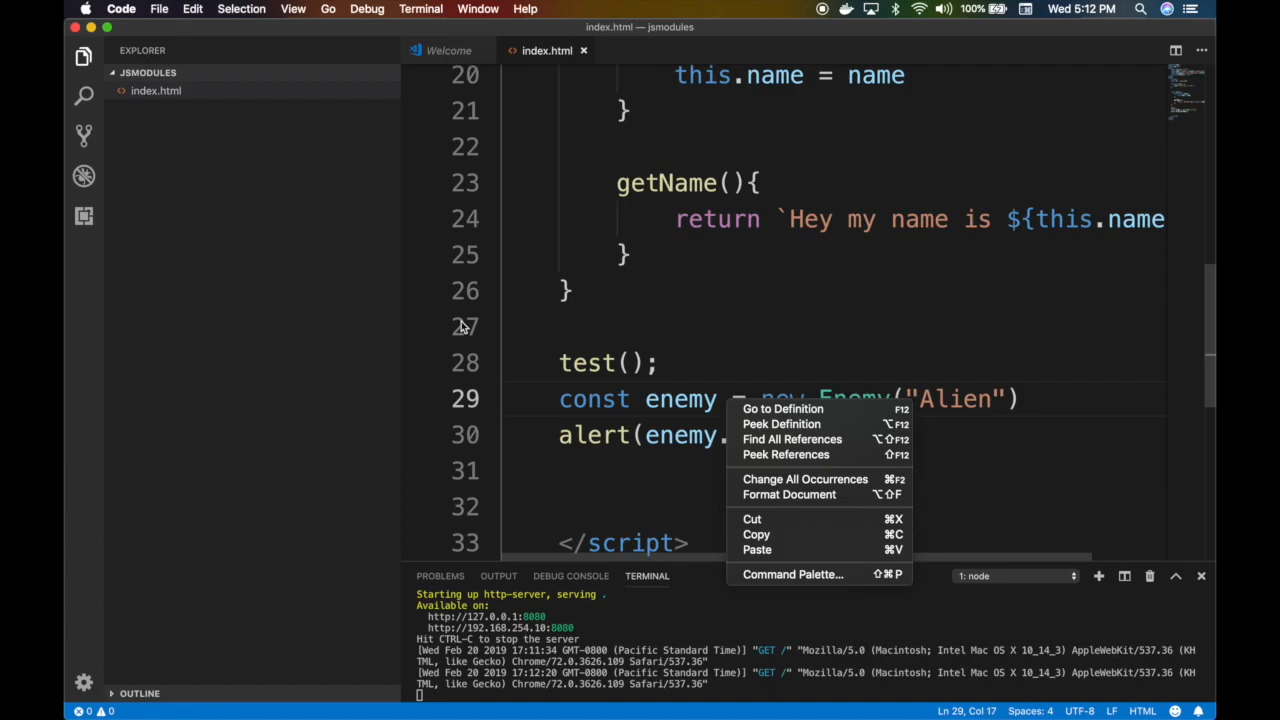 Code File Edit Selection View Go Debug Terminal Window Help 100% Wed 5:12 PM
index.html — jsmodules
EXPLORER
JSMODULES
index.html
OUTLINE
Welcome
index.html
20 this.name = name
21 }
22
23 getName(){
24 return `Hey my name is ${this.name
25 }
26 }
27
28 test();
29 const enemy = new Enemy("Alien")
30 alert(enemy.
31
32
33 </script>
Go to Definition F12
Peek Definition ⌥F12
Find All References ⌥⇧F12
Peek References ⇧F12
Change All Occurrences ⌘F2
Format Document ⌥⇧F
Cut ⌘X
Copy ⌘C
Paste ⌘V
Command Palette... ⇧⌘P
PROBLEMS OUTPUT DEBUG CONSOLE TERMINAL 1: node
Starting up http-server, serving .
Available on:
http://127.0.0.1:8080
http://192.168.254.10:8080
Hit CTRL-C to stop the server
[Wed Feb 20 2019 17:11:34 GMT-0800 (Pacific Standard Time)] "GET /" "Mozilla/5.0 (Macintosh; Intel Mac OS X 10_14_3) AppleWebKit/537.36 (KH
TML, like Gecko) Chrome/72.0.3626.109 Safari/537.36"
[Wed Feb 20 2019 17:12:20 GMT-0800 (Pacific Standard Time)] "GET /" "Mozilla/5.0 (Macintosh; Intel Mac OS X 10_14_3) AppleWebKit/537.36 (KH
TML, like Gecko) Chrome/72.0.3626.109 Safari/537.36"
0 0 Ln 29, Col 17 Spaces: 4 UTF-8 LF HTML